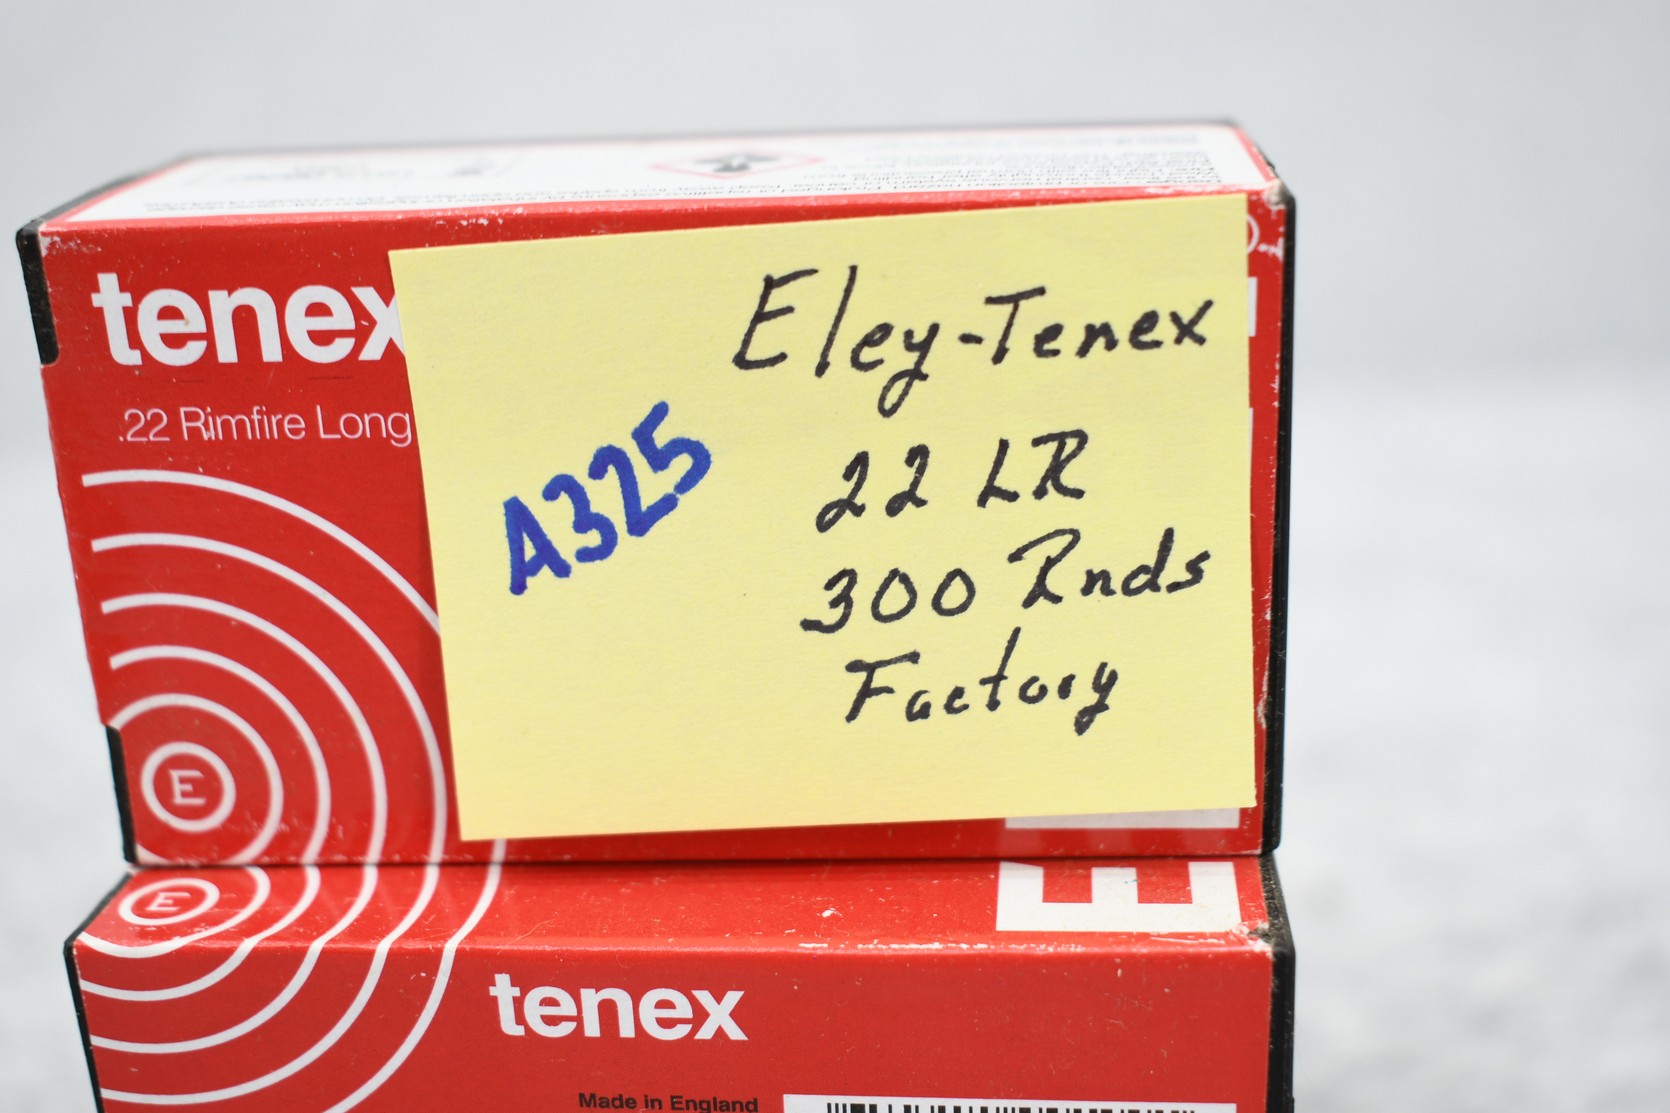 tenex
.22 Rimfire Long
Eley-Tenex
A325
22 LR
300 Rnds
Factory
E
E
E
tenex
Made in England